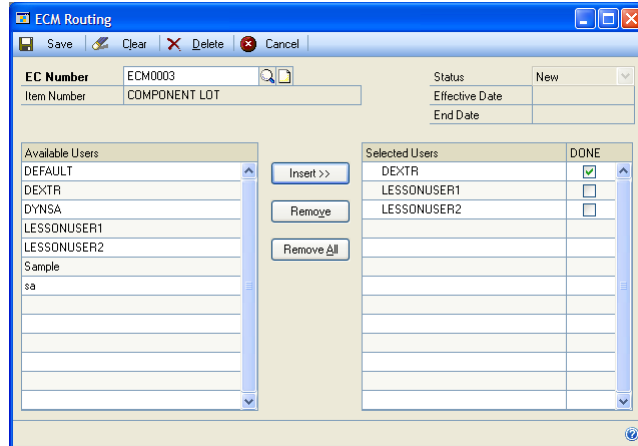 ECM Routing
Save Clear Delete Cancel
EC Number ECM0003 Status New
Item Number COMPONENT LOT Effective Date
End Date
Available Users Selected Users DONE
DEFAULT Insert >> DEXTR
DEXTR LESSONUSER1
DYNSA Remove LESSONUSER2
LESSONUSER1
LESSONUSER2 Remove All
Sample
sa